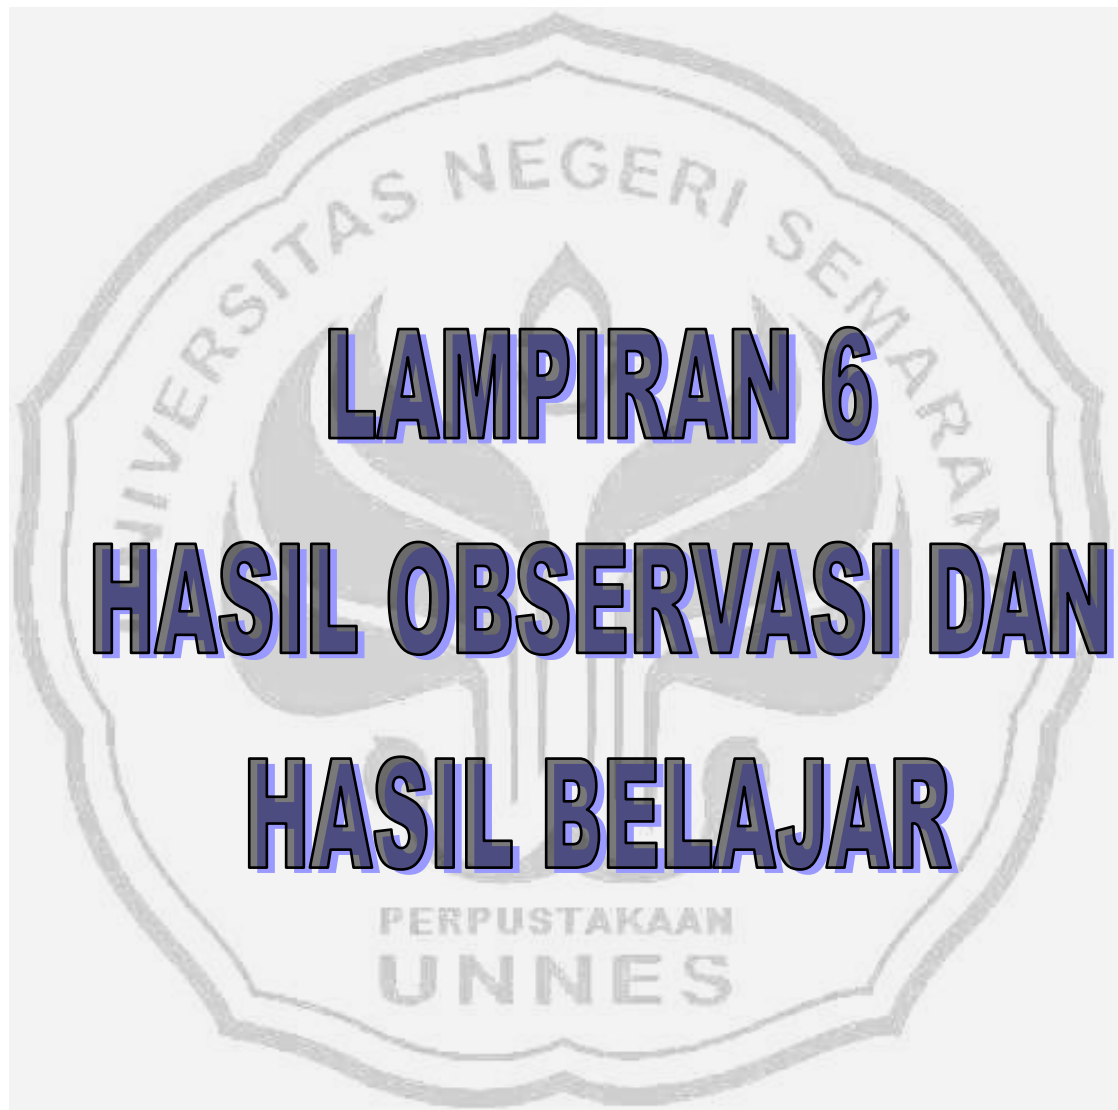 UNIVERSITAS NEGERI SEMARANG
LAMPIRAN 6
HASIL OBSERVASI DAN
HASIL BELAJAR
PERPUSTAKAAN
UNNES